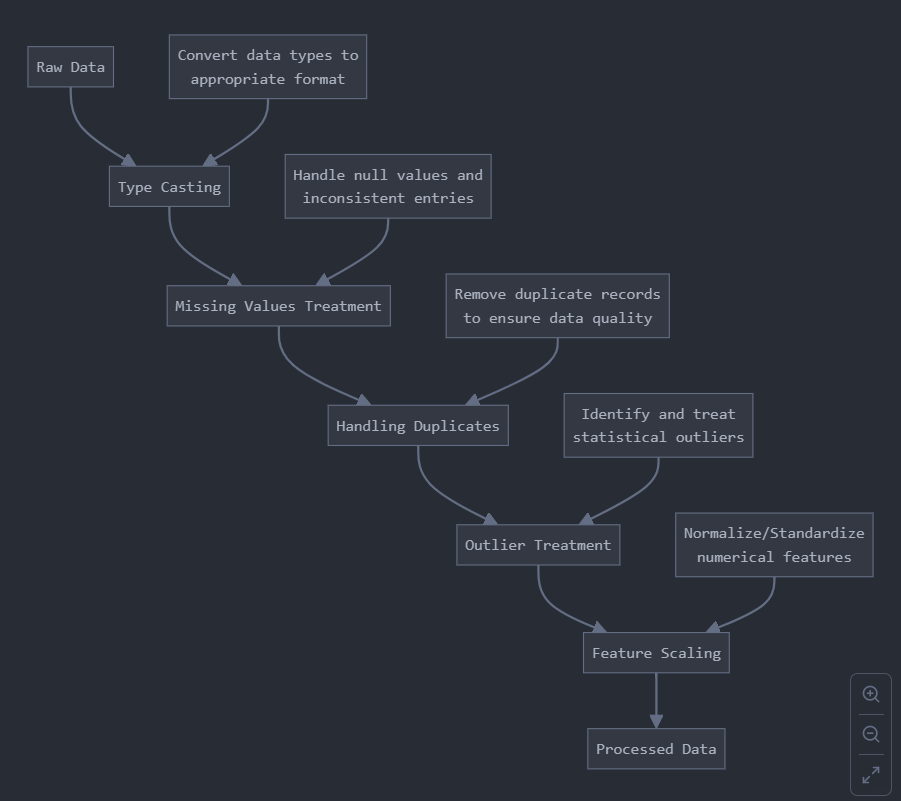 Raw Data
Convert data types to
appropriate format
Type Casting
Handle null values and
inconsistent entries
Missing Values Treatment
Remove duplicate records
to ensure data quality
Handling Duplicates
Identify and treat
statistical outliers
Outlier Treatment
Normalize/Standardize
numerical features
Feature Scaling
Processed Data